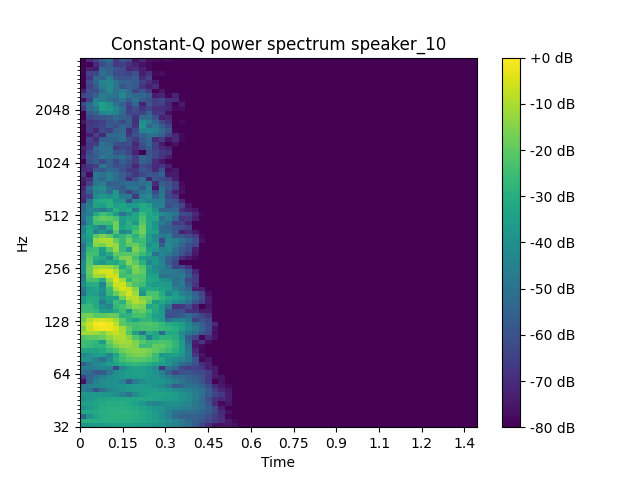 Constant-Q power spectrum speaker_10
+0 dB
2048
-10 dB
1024
-20 dB
512
-30 dB
Hz
-40 dB
256
-50 dB
128
-60 dB
64
-70 dB
32
-80 dB
0 0.15 0.3 0.45 0.6 0.75 0.9 1.1 1.2 1.4
Time